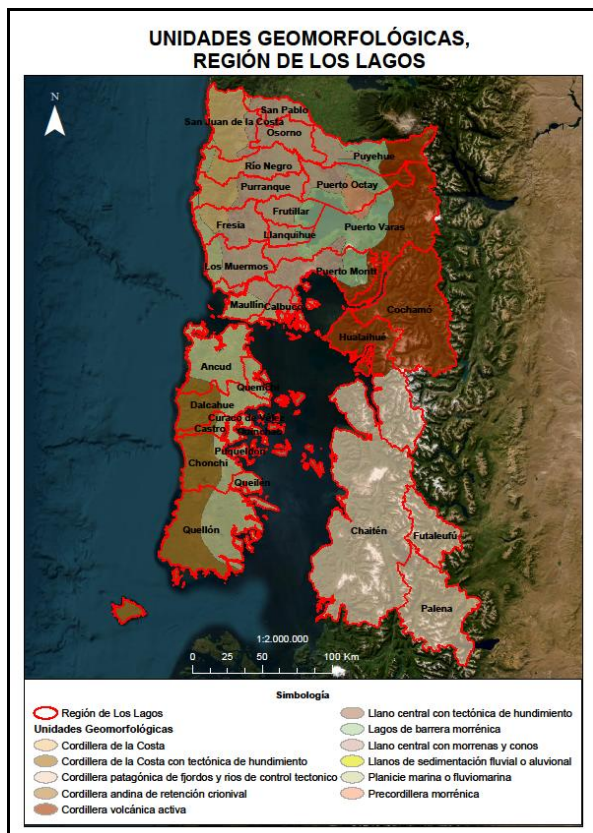 UNIDADES GEOMORFOLÓGICAS,
REGIÓN DE LOS LAGOS
N
San Pablo
San Juan de la Costa
Osorno
Puyehue
Río Negro
Purranque
Puerto Octay
Frutillar
Fresia
Puerto Varas
Llanquihue
Los Muermos
Puerto Montt
Cochamó
Maullín
Calbuco
Hualaihué
Ancud
Quemchi
Dalcahue
Curaco de Vélez
Castro
Quinchao
Puqueldón
Chonchi
Queilén
Chaitén
Futaleufú
Quellón
Palena
1:2.000.000
0 25 50 100 Km
Simbología
Región de Los Lagos
Unidades Geomorfológicas
Cordillera de la Costa
Cordillera de la Costa con tectónica de hundimiento
Cordillera patagónica de fjordos y rios de control tectonico
Cordillera andina de retención crionival
Cordillera volcánica activa
Llano central con tectónica de hundimiento
Lagos de barrera morrénica
Llano central con morrenas y conos
Llanos de sedimentación fluvial o aluvional
Planicie marina o fluviomarina
Precordillera morrénica